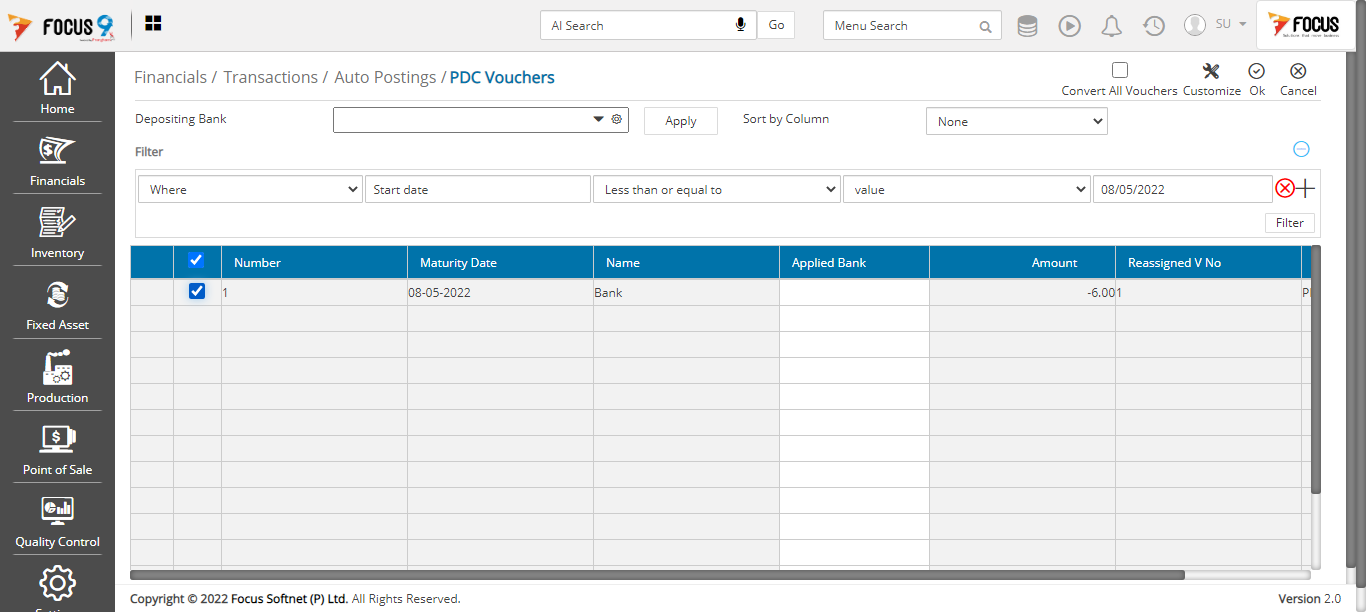 FOCUS 9
AI Search
Go
Menu Search
SU
FOCUS
Home
Financials
Inventory
Fixed Asset
Production
Point of Sale
Quality Control
Financials / Transactions / Auto Postings / PDC Vouchers
Convert All Vouchers Customize Ok Cancel
Depositing Bank
Apply
Sort by Column
None
Filter
Where
Start date
Less than or equal to
value
08/05/2022
Filter
Number Maturity Date Name Applied Bank Amount Reassigned V No
1 08-05-2022 Bank -6.00 1
Copyright © 2022 Focus Softnet (P) Ltd. All Rights Reserved.
Version 2.0